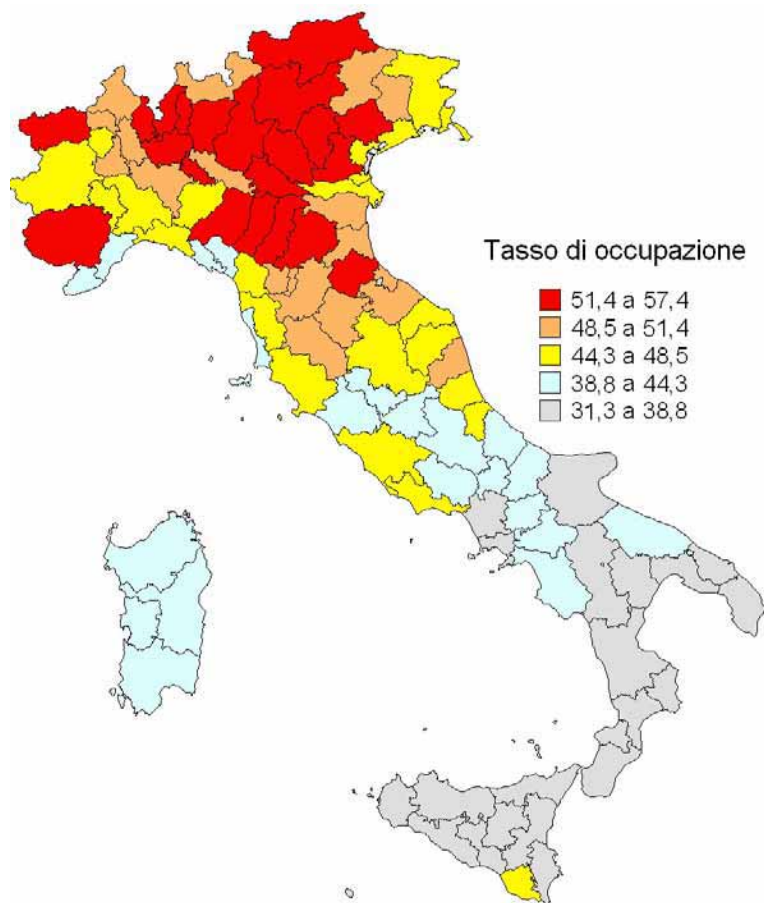 Tasso di occupazione
51,4 a 57,4
48,5 a 51,4
44,3 a 48,5
38,8 a 44,3
31,3 a 38,8